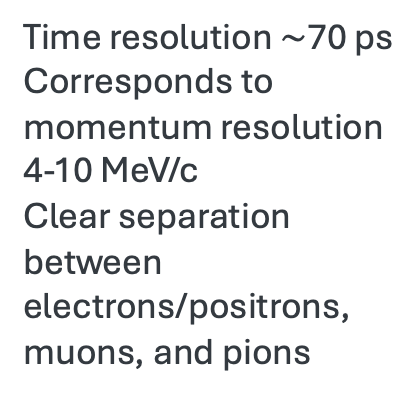 Time resolution ~70 ps
Corresponds to
momentum resolution
4-10 MeV/c
Clear separation
between
electrons/positrons,
muons, and pions